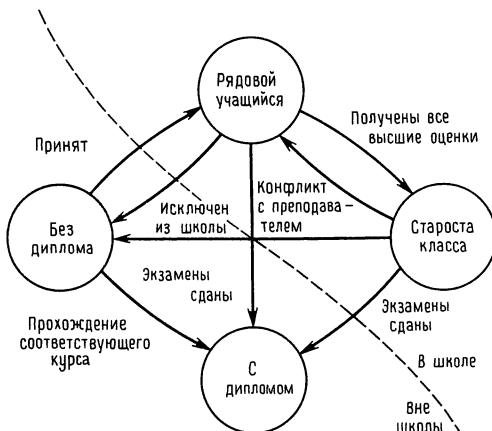 Рядовой
учащийся
Получены все
высшие оценки
Принят
Конфликт
с преподава-
телем
Исключен
из школы
Без
диплома
Староста
класса
Экзамены
сданы
Экзамены
сданы
Прохождение
соответствующего
курса
С
дипломом
В школе
Вне
школы